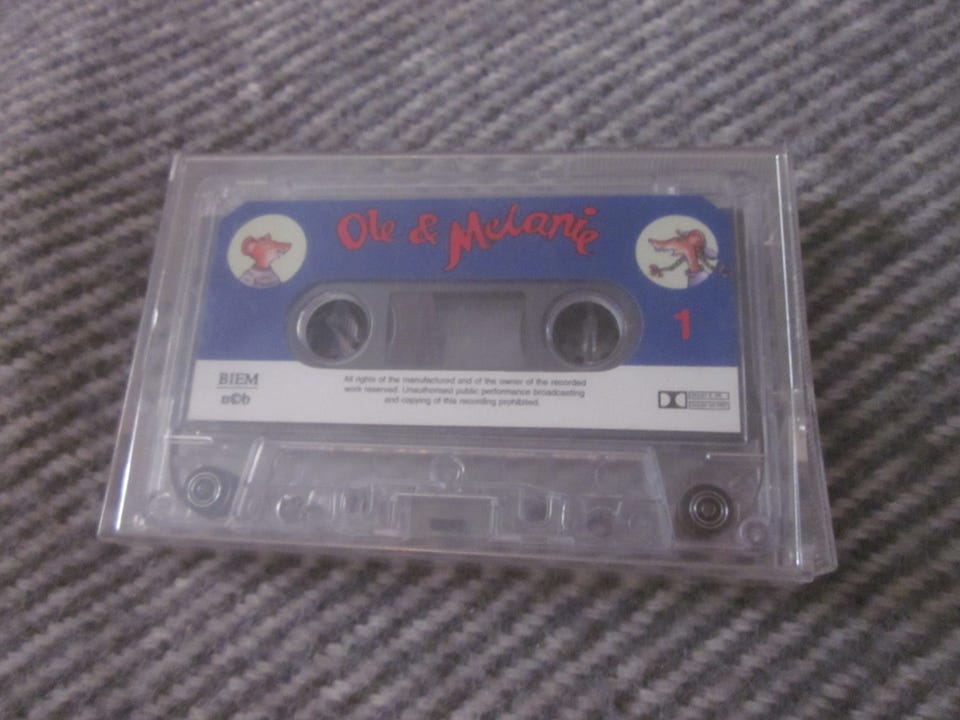 Ole & Melanie
1
BIEM
n©b
All rights of the manufactured and of the owner of the recorded
work reserved. Unauthorised public performance broadcasting
and copying of this recording prohibited.